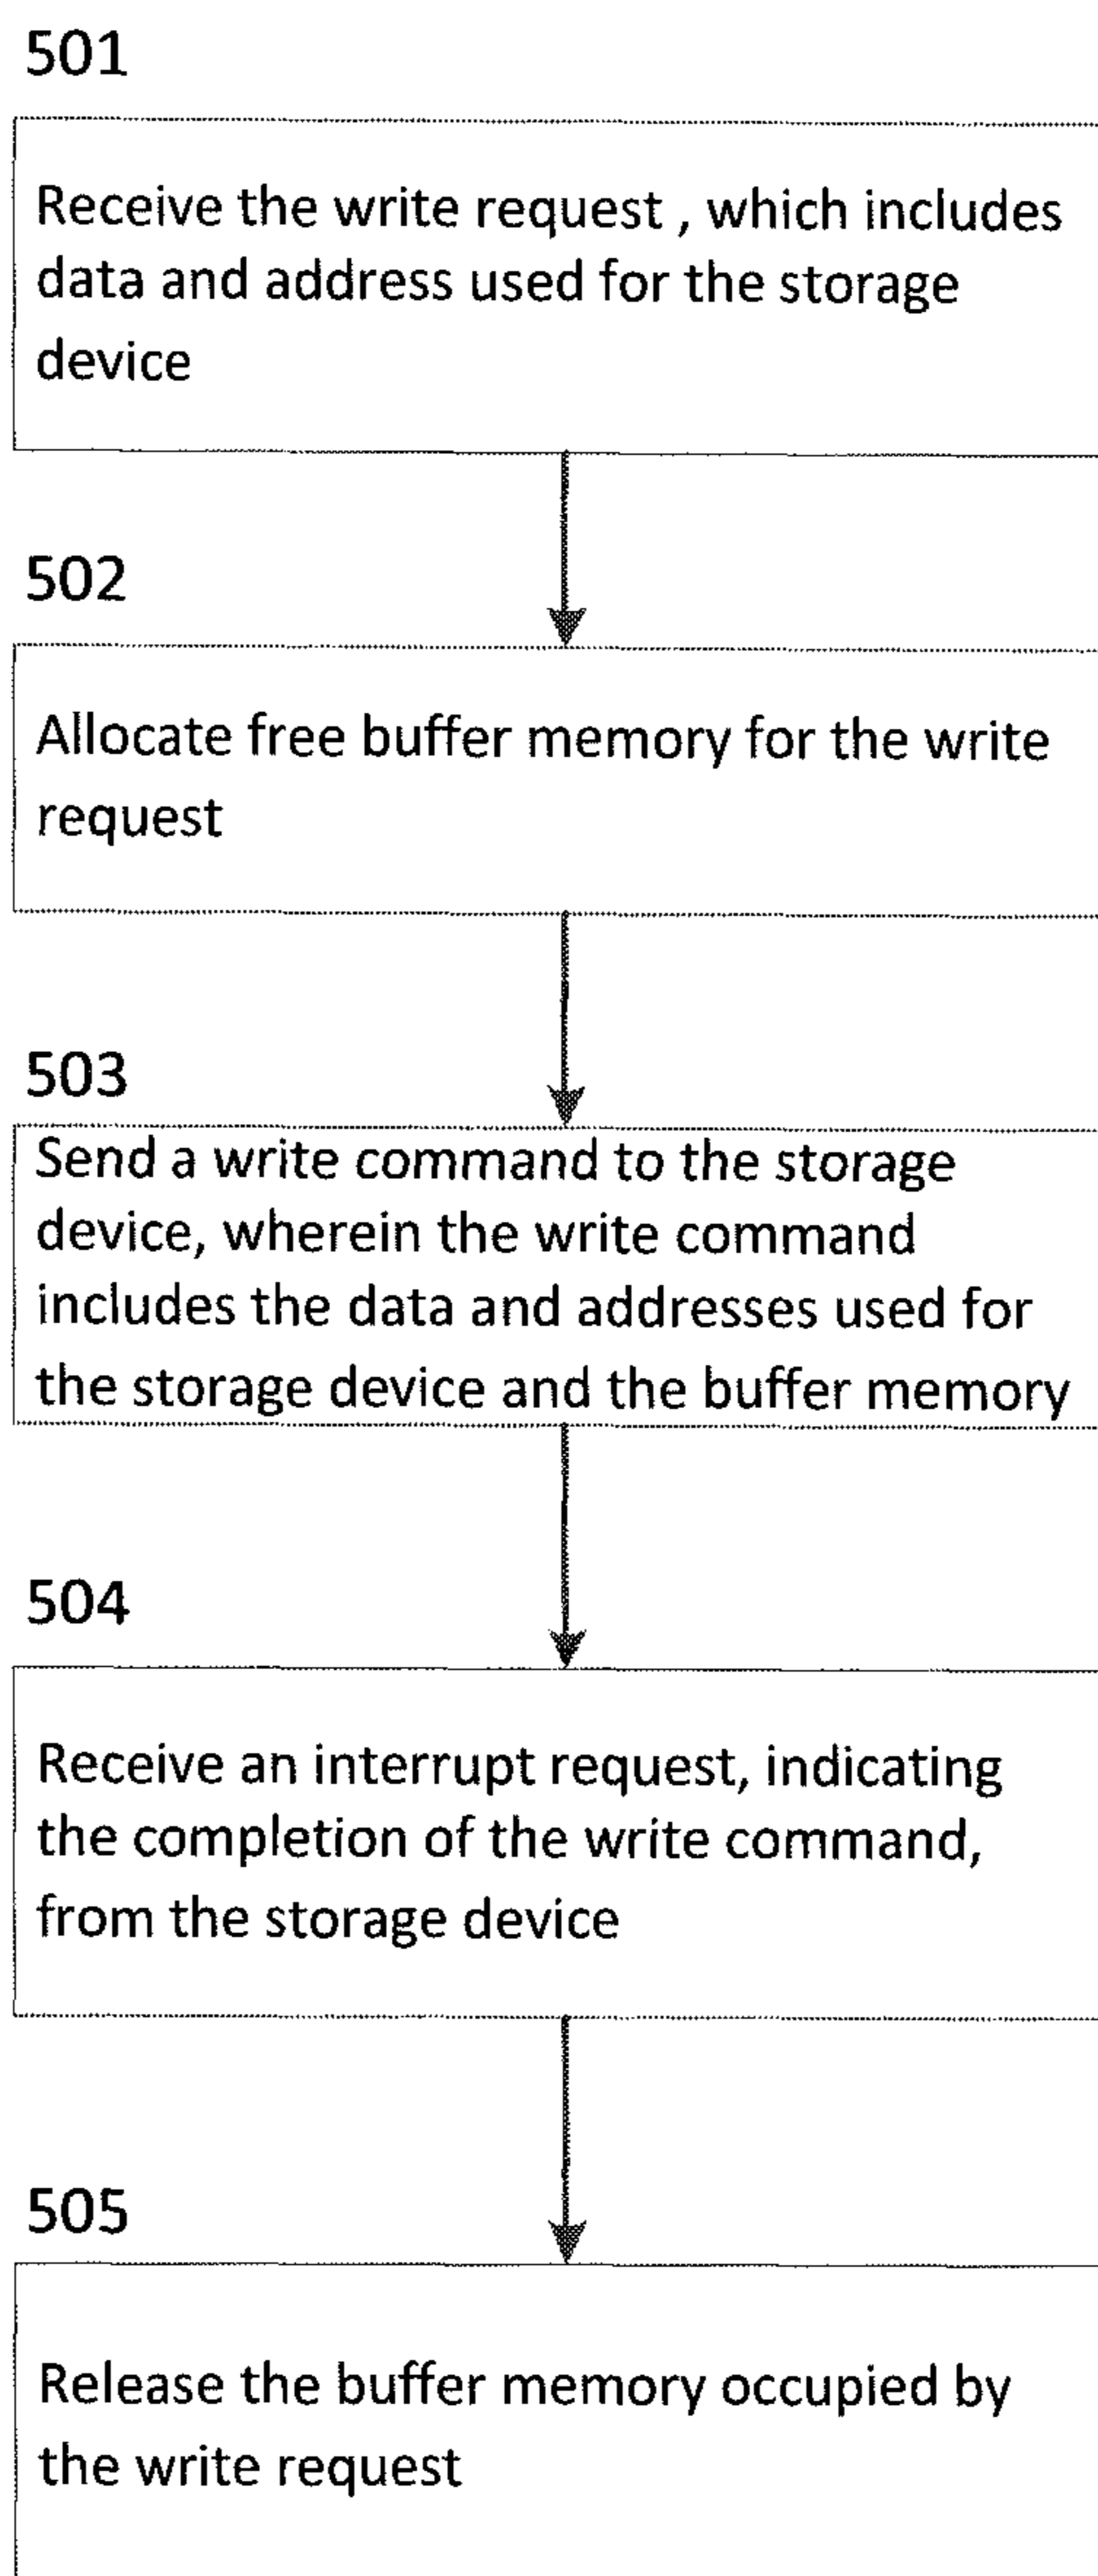 501
Receive the write request , which includes
data and address used for the storage
device
502
Allocate free buffer memory for the write
request
503
Send a write command to the storage
device, wherein the write command
includes the data and addresses used for
the storage device and the buffer memory
504
Receive an interrupt request, indicating
the completion of the write command,
from the storage device
505
Release the buffer memory occupied by
the write request